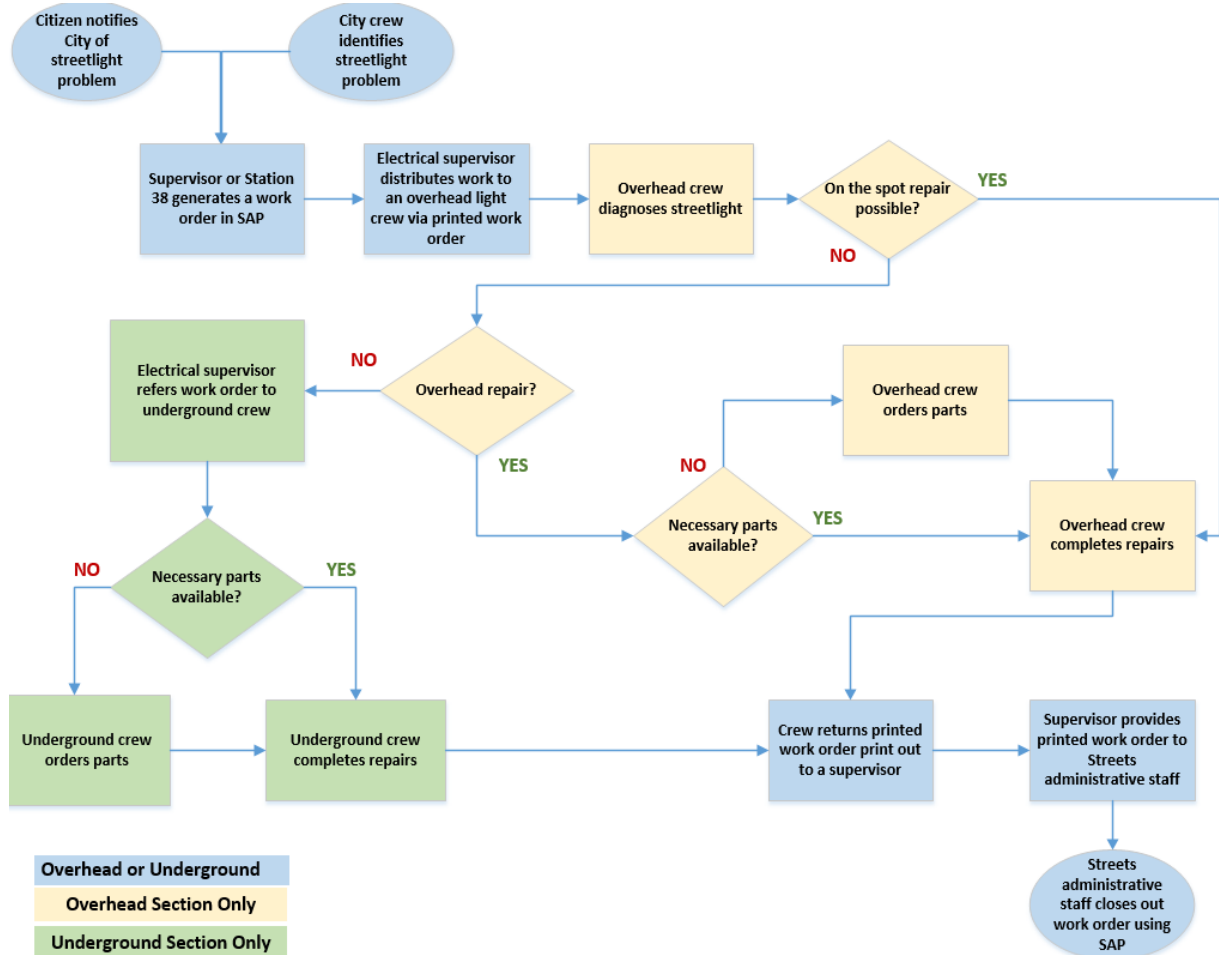 Citizen notifies
City of
streetlight
problem
City crew
identifies
streetlight
problem
Supervisor or Station
38 generates a work
order in SAP
Electrical supervisor
distributes work to
an overhead light
crew via printed work
order
Overhead crew
diagnoses streetlight
On the spot repair
possible?
YES
NO
Electrical supervisor
refers work order to
underground crew
NO
Overhead repair?
YES
Overhead crew
orders parts
NO
Necessary parts
available?
YES
Overhead crew
completes repairs
NO
Necessary parts
available?
YES
Underground crew
orders parts
Underground crew
completes repairs
Crew returns printed
work order print out
to a supervisor
Supervisor provides
printed work order to
Streets
administrative staff
Streets
administrative
staff closes out
work order using
SAP
Overhead or Underground
Overhead Section Only
Underground Section Only